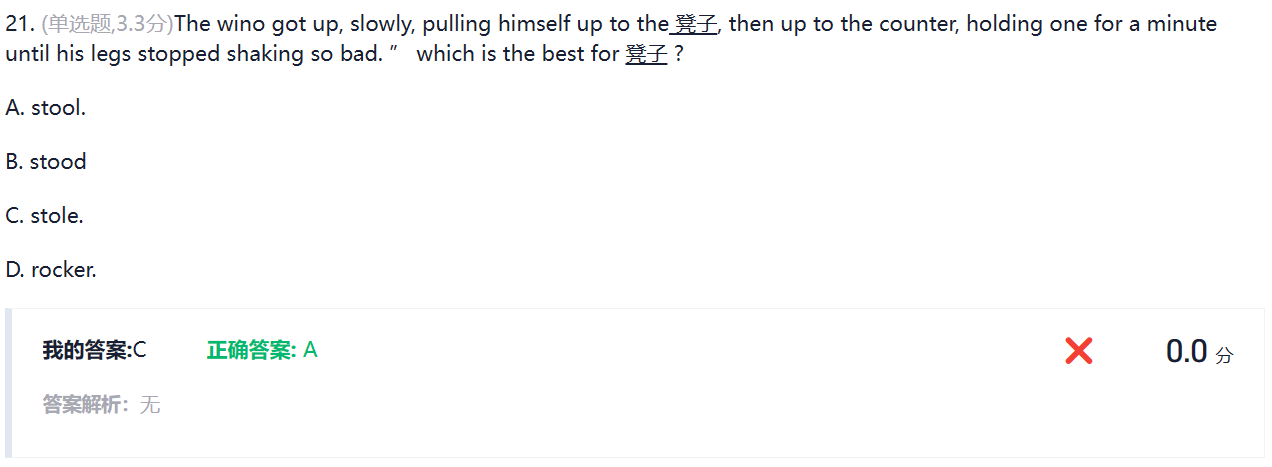 21. (单选题,3.3分)The wino got up, slowly, pulling himself up to the 凳子, then up to the counter, holding one for a minute
until his legs stopped shaking so bad. ” which is the best for 凳子 ?
A. stool.
B. stood
C. stole.
D. rocker.
我的答案:C 正确答案: A 0.0 分
答案解析: 无